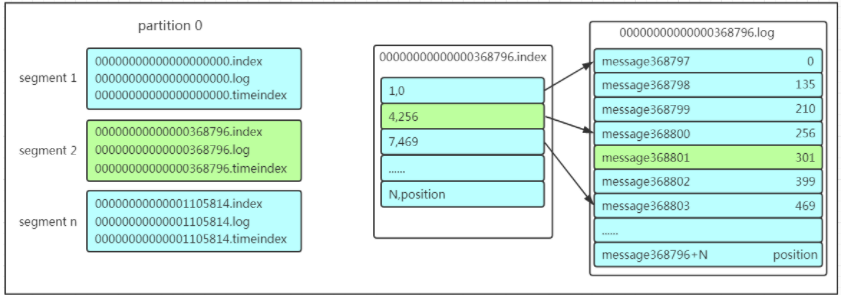 partition 0
segment 1
00000000000000000000.index
00000000000000000000.log
00000000000000000000.timeindex
segment 2
00000000000000368796.index
00000000000000368796.log
00000000000000368796.timeindex
segment n
00000000000001105814.index
00000000000001105814.log
00000000000001105814.timeindex
00000000000000368796.index
1,0
4,256
7,469
......
N,position
00000000000000368796.log
message368797 0
message368798 135
message368799 210
message368800 256
message368801 301
message368802 399
message368803 469
......
message368796+N position